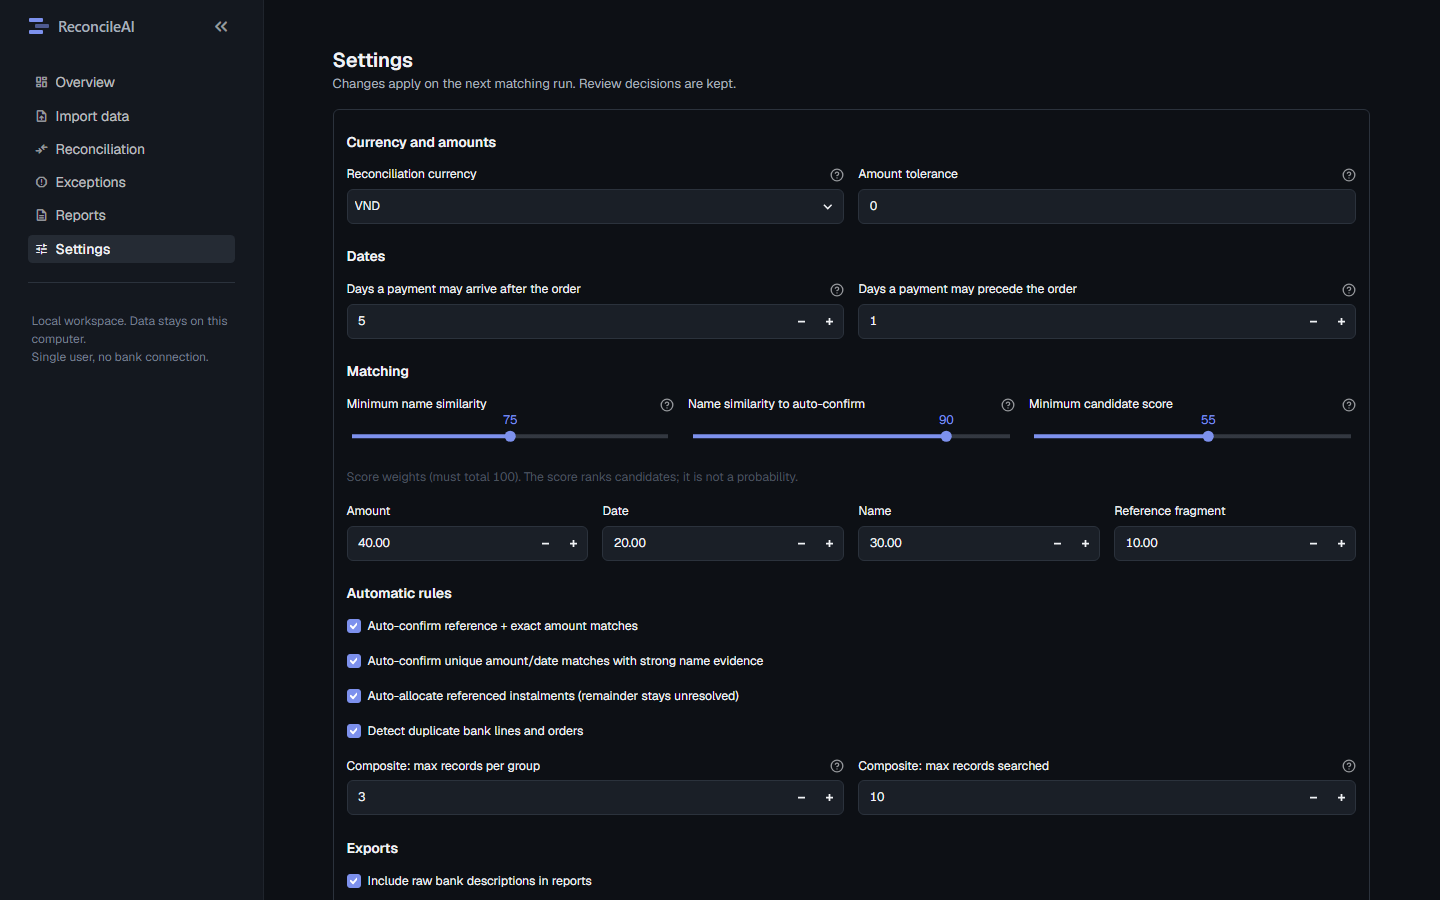 ReconcileAI
Overview
Import data
Reconciliation
Exceptions
Reports
Settings
Local workspace. Data stays on this
computer.
Single user, no bank connection.
Settings
Changes apply on the next matching run. Review decisions are kept.
Currency and amounts
Reconciliation currency
VND
Amount tolerance
0
Dates
Days a payment may arrive after the order
5
Days a payment may precede the order
1
Matching
Minimum name similarity
75
Name similarity to auto-confirm
90
Minimum candidate score
55
Score weights (must total 100). The score ranks candidates; it is not a probability.
Amount
40.00
Date
20.00
Name
30.00
Reference fragment
10.00
Automatic rules
Auto-confirm reference + exact amount matches
Auto-confirm unique amount/date matches with strong name evidence
Auto-allocate referenced instalments (remainder stays unresolved)
Detect duplicate bank lines and orders
Composite: max records per group
3
Composite: max records searched
10
Exports
Include raw bank descriptions in reports